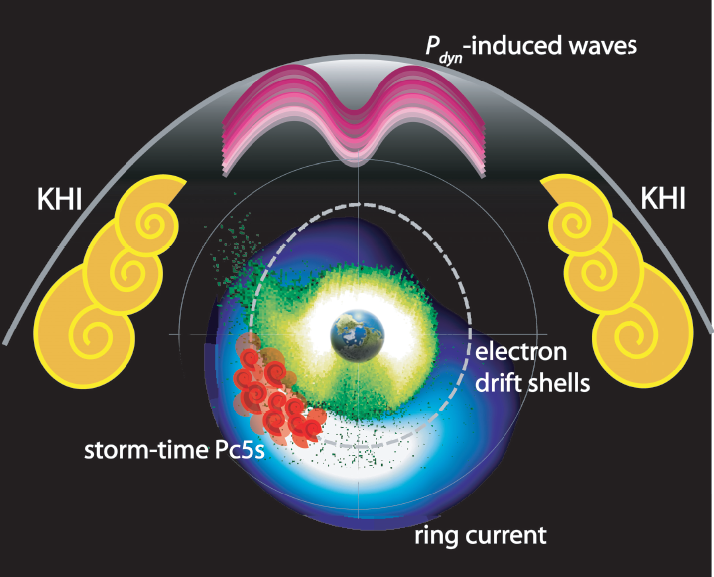 P_dyn-induced waves
KHI
KHI
electron
drift shells
storm-time Pc5s
ring current